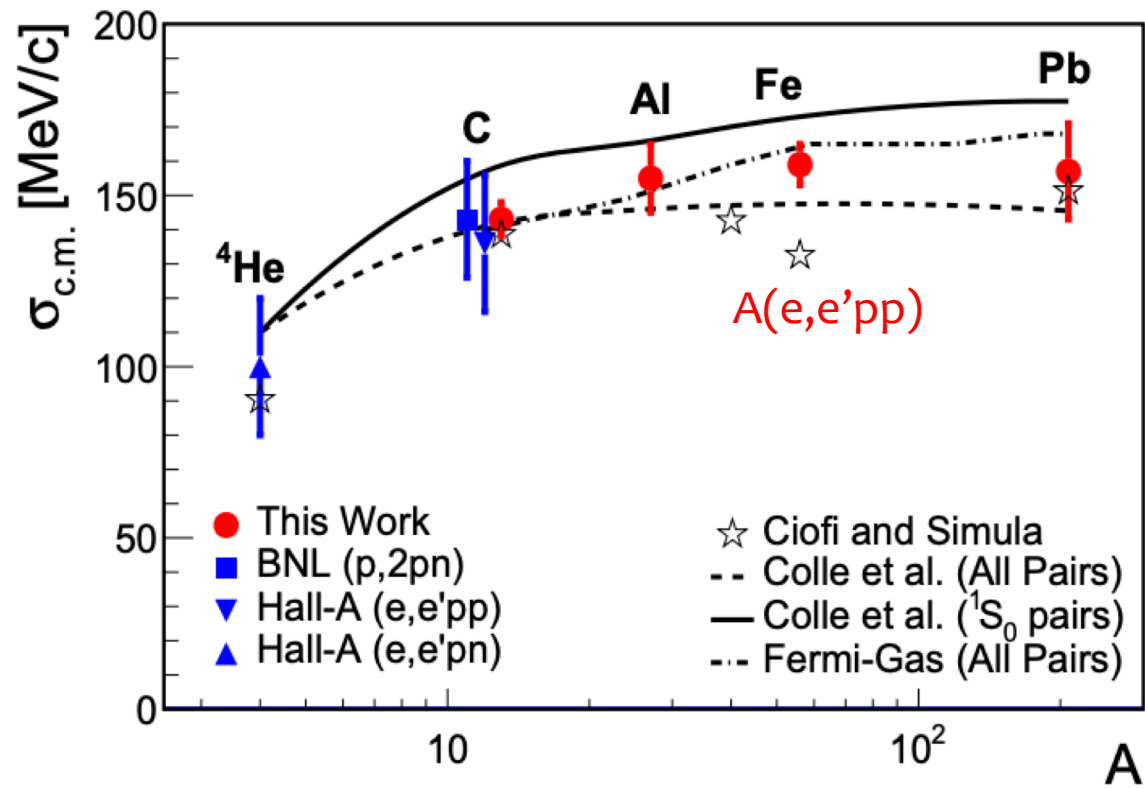 200
150
100
50
0
σc.m. [MeV/c]
⁴He
C
Al
Fe
Pb
A(e,e’pp)
This Work
BNL (p,2pn)
Hall-A (e,e'pp)
Hall-A (e,e'pn)
Ciofi and Simula
Colle et al. (All Pairs)
Colle et al. (¹S₀ pairs)
Fermi-Gas (All Pairs)
10
10²
A